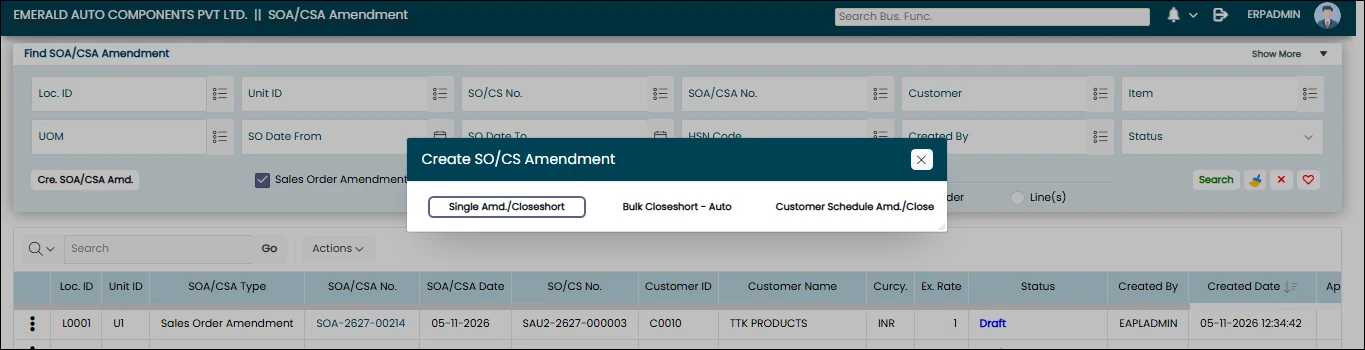 EMERALD AUTO COMPONENTS PVT LTD. || SOA/CSA Amendment
Search Bus. Func.
ERPADMIN
Find SOA/CSA Amendment
Show More
Loc. ID
Unit ID
SO/CS No.
SOA/CSA No.
Customer
Item
UOM
SO Date From
SO Date To
HSN Code
Created By
Status
Create SO/CS Amendment
Cre. SOA/CSA Amd.
Sales Order Amendment
Search
Single Amd./Closeshort
Bulk Closeshort - Auto
Customer Schedule Amd./Close
der
Line(s)
Search
Go
Actions
Loc. ID Unit ID SOA/CSA Type SOA/CSA No. SOA/CSA Date SO/CS No. Customer ID Customer Name Curcy. Ex. Rate Status Created By Created Date Ap
L0001 U1 Sales Order Amendment SOA-2627-00214 05-11-2026 SAU2-2627-000003 C0010 TTK PRODUCTS INR 1 Draft EAPLADMIN 05-11-2026 12:34:42